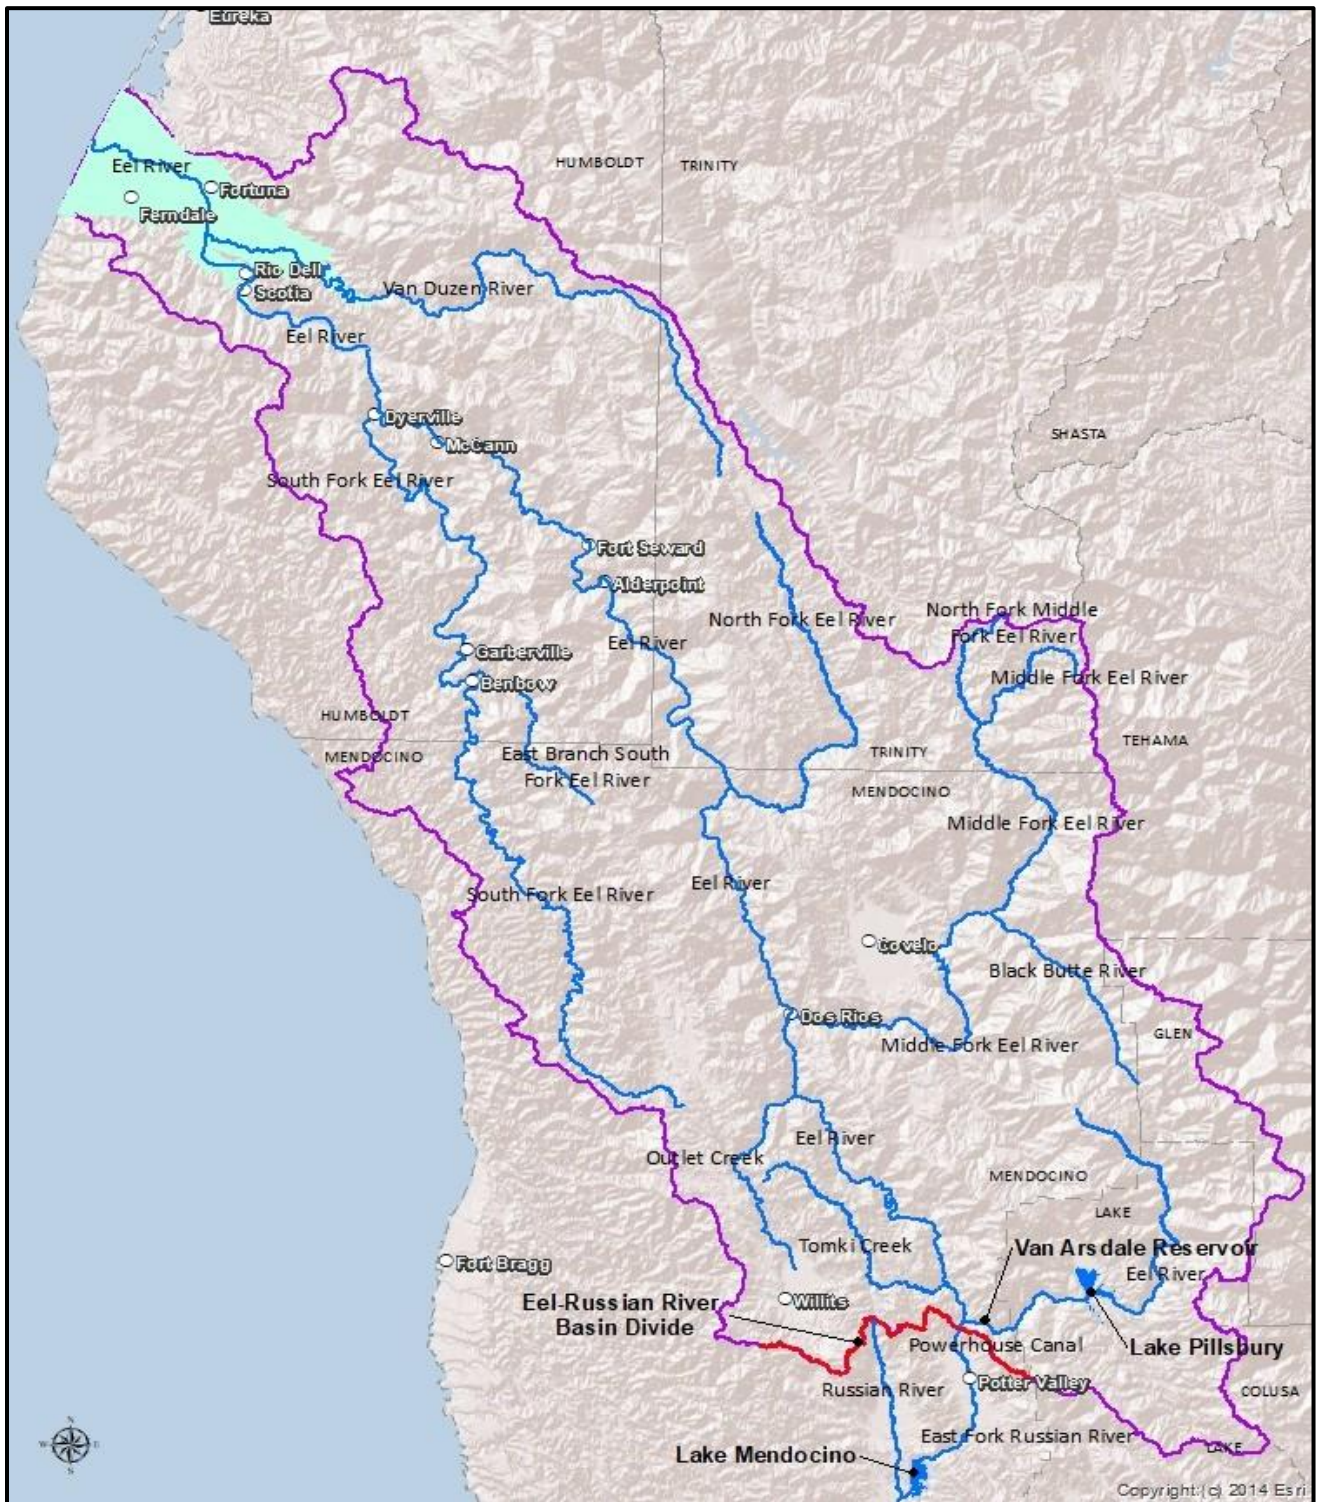 Eureka
HUMBOLDT
TRINITY
Eel River
Fortuna
Ferndale
Rio Dell
Scotia
Van Duzen River
Eel River
Dyerville
McCann
SHASTA
South Fork Eel River
Fort Seward
Alderpoint
North Fork Eel River
North Fork Middle
Fork Eel River
Eel River
Garberville
Benbow
Middle Fork Eel River
HUMBOLDT
MENDOCINO
East Branch South
Fork Eel River
TRINITY
MENDOCINO
TEHAMA
Middle Fork Eel River
Eel River
South Fork Eel River
Covelo
Black Butte River
Dos Rios
Middle Fork Eel River
GLEN
Eel River
Outlet Creek
MENDOCINO
LAKE
Tomki Creek
Van Arsdale Reservoir
Eel River
Fort Bragg
Willits
Eel-Russian River
Basin Divide
Powerhouse Canal
Lake Pillsbury
Russian River
Potter Valley
COLUSA
East Fork Russian River
LAKE
Lake Mendocino
N
W
E
S
Copyright:(c) 2014 Esri